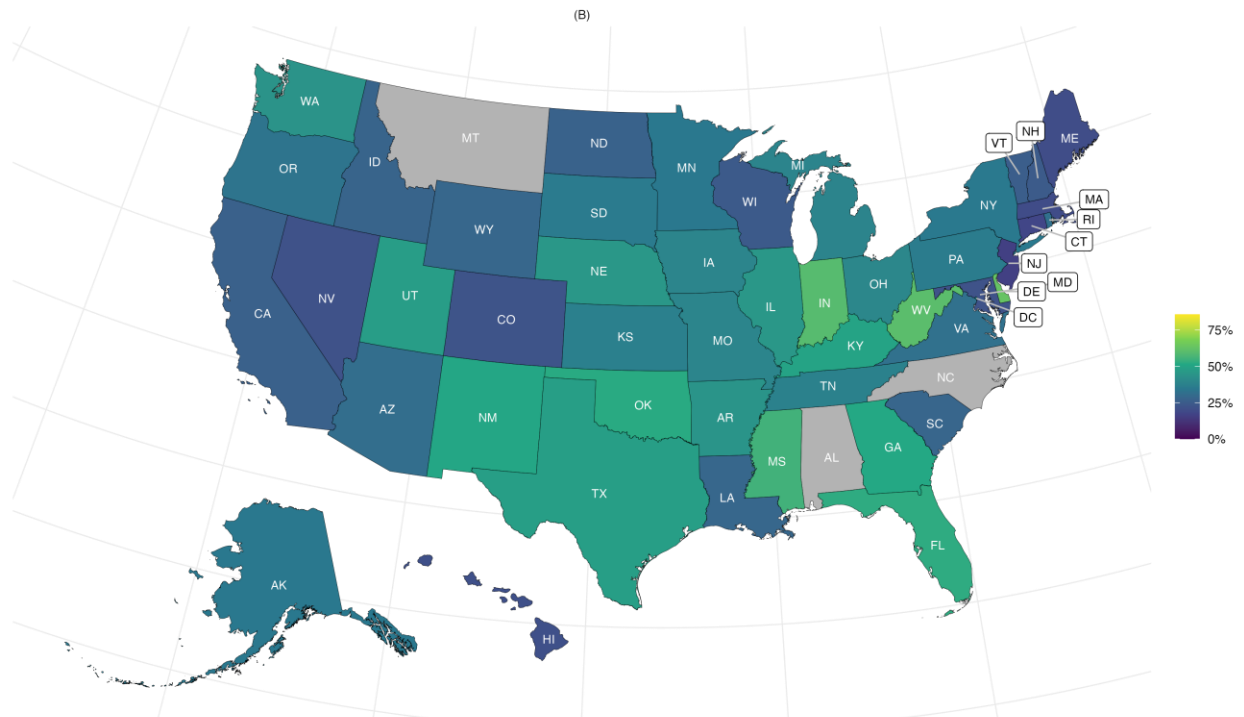 (B)
WA
MT
ND
MN
MI
VT
NH
ME
OR
ID
SD
WI
NY
MA
RI
CT
WY
IA
PA
NJ
NE
MD
DE
DC
NV
UT
CO
IL
IN
OH
WV
VA
CA
KS
MO
KY
AZ
NM
OK
AR
TN
NC
SC
MS
AL
GA
TX
LA
FL
AK
HI
75%
50%
25%
0%